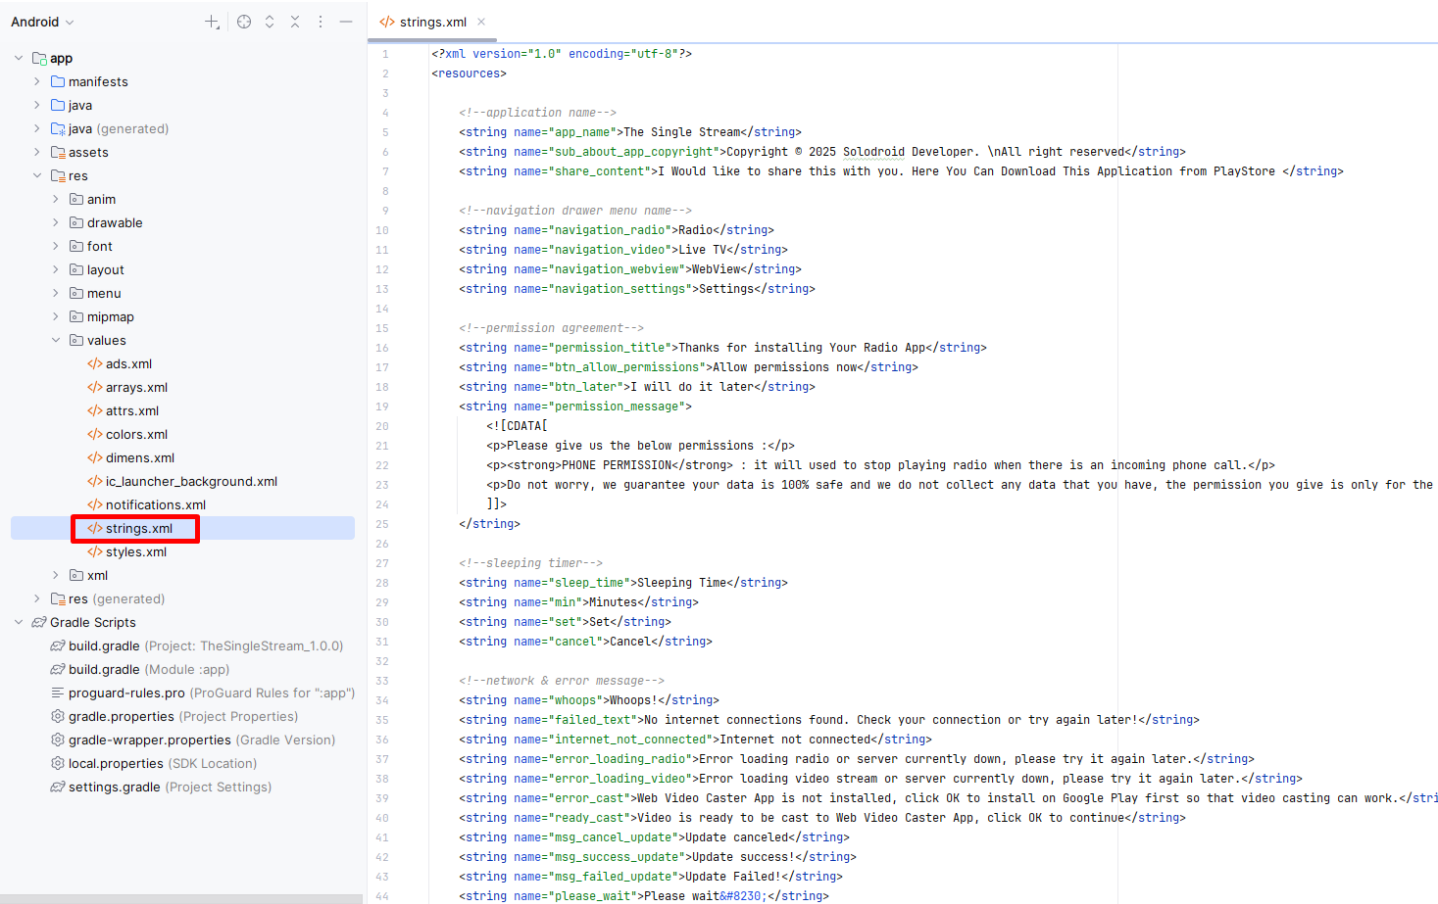 Android
strings.xml
app
manifests
java
java (generated)
assets
res
anim
drawable
font
layout
menu
mipmap
values
ads.xml
arrays.xml
attrs.xml
colors.xml
dimens.xml
ic_launcher_background.xml
notifications.xml
strings.xml
styles.xml
xml
res (generated)
Gradle Scripts
build.gradle (Project: TheSingleStream_1.0.0)
build.gradle (Module :app)
proguard-rules.pro (ProGuard Rules for ":app")
gradle.properties (Project Properties)
gradle-wrapper.properties (Gradle Version)
local.properties (SDK Location)
settings.gradle (Project Settings)
1 <?xml version="1.0" encoding="utf-8"?>
2 <resources>
3
4 <!--application name-->
5 <string name="app_name">The Single Stream</string>
6 <string name="sub_about_app_copyright">Copyright © 2025 Solodroid Developer. \nAll right reserved</string>
7 <string name="share_content">I Would like to share this with you. Here You Can Download This Application from PlayStore </string>
8
9 <!--navigation drawer menu name-->
10 <string name="navigation_radio">Radio</string>
11 <string name="navigation_video">Live TV</string>
12 <string name="navigation_webview">WebView</string>
13 <string name="navigation_settings">Settings</string>
14
15 <!--permission agreement-->
16 <string name="permission_title">Thanks for installing Your Radio App</string>
17 <string name="btn_allow_permissions">Allow permissions now</string>
18 <string name="btn_later">I will do it later</string>
19 <string name="permission_message">
20 <![CDATA[
21 <p>Please give us the below permissions :</p>
22 <p><strong>PHONE PERMISSION</strong> : it will used to stop playing radio when there is an incoming phone call.</p>
23 <p>Do not worry, we guarantee your data is 100% safe and we do not collect any data that you have, the permission you give is only for the
24 ]]>
25 </string>
26
27 <!--sleeping timer-->
28 <string name="sleep_time">Sleeping Time</string>
29 <string name="min">Minutes</string>
30 <string name="set">Set</string>
31 <string name="cancel">Cancel</string>
32
33 <!--network & error message-->
34 <string name="whoops">Whoops!</string>
35 <string name="failed_text">No internet connections found. Check your connection or try again later!</string>
36 <string name="internet_not_connected">Internet not connected</string>
37 <string name="error_loading_radio">Error loading radio or server currently down, please try it again later.</string>
38 <string name="error_loading_video">Error loading video stream or server currently down, please try it again later.</string>
39 <string name="error_cast">Web Video Caster App is not installed, click OK to install on Google Play first so that video casting can work.</stri
40 <string name="ready_cast">Video is ready to be cast to Web Video Caster App, click OK to continue</string>
41 <string name="msg_cancel_update">Update canceled</string>
42 <string name="msg_success_update">Update success!</string>
43 <string name="msg_failed_update">Update Failed!</string>
44 <string name="please_wait">Please wait&#8230;</string>